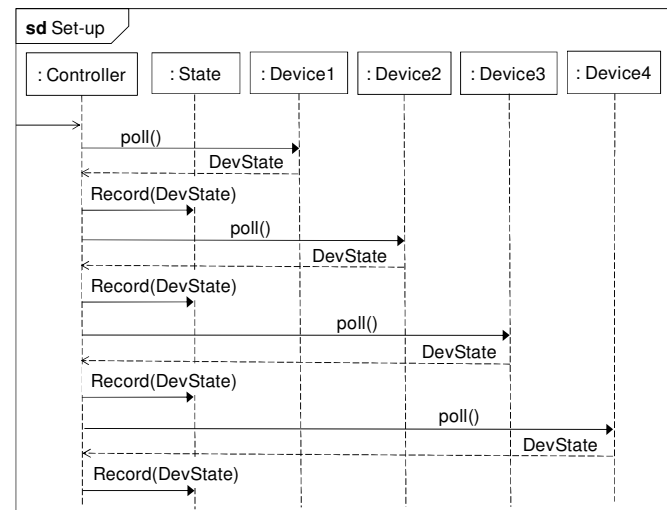 sd Set-up
: Controller : State : Device1 : Device2 : Device3 : Device4
poll()
DevState
Record(DevState)
poll()
DevState
Record(DevState)
poll()
DevState
Record(DevState)
poll()
DevState
Record(DevState)